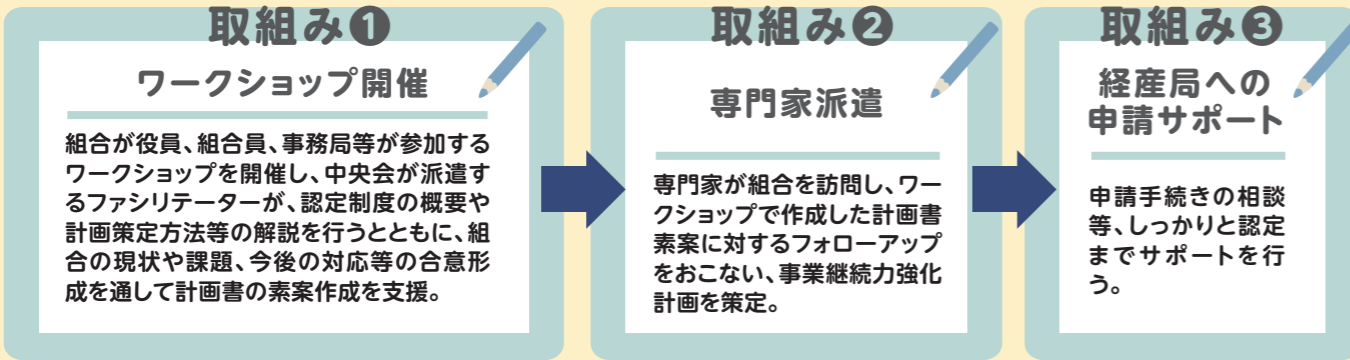 取組み❶
ワークショップ開催
組合が役員、組合員、事務局等が参加する
ワークショップを開催し、中央会が派遣す
るファシリテーターが、認定制度の概要や
計画策定方法等の解説を行うとともに、組
合の現状や課題、今後の対応等の合意形
成を通して計画書の素案作成を支援。
取組み❷
専門家派遣
専門家が組合を訪問し、ワー
クショップで作成した計画書
素案に対するフォローアップ
をおこない、事業継続力強化
計画を策定。
取組み❸
経産局への
申請サポート
申請手続きの相談
等、しっかりと認定
までサポートを行
う。